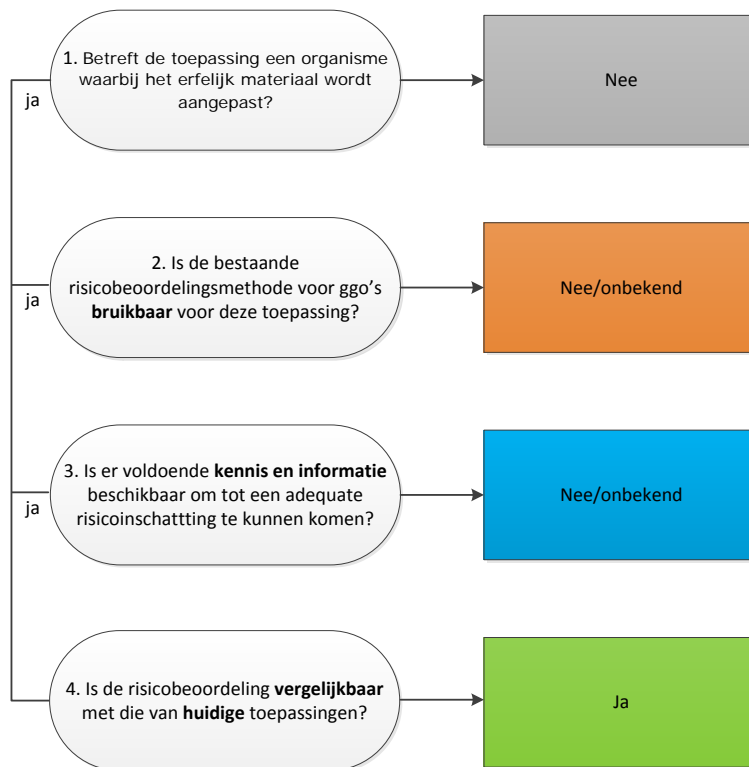 1. Betreft de toepassing een organisme
waarbij het erfelijk materiaal wordt
aangepast?
Nee
ja
2. Is de bestaande
risicobeoordelingsmethode voor ggo's
bruikbaar voor deze toepassing?
Nee/onbekend
ja
3. Is er voldoende kennis en informatie
beschikbaar om tot een adequate
risicoinschattting te kunnen komen?
Nee/onbekend
ja
4. Is de risicobeoordeling vergelijkbaar
met die van huidige toepassingen?
Ja